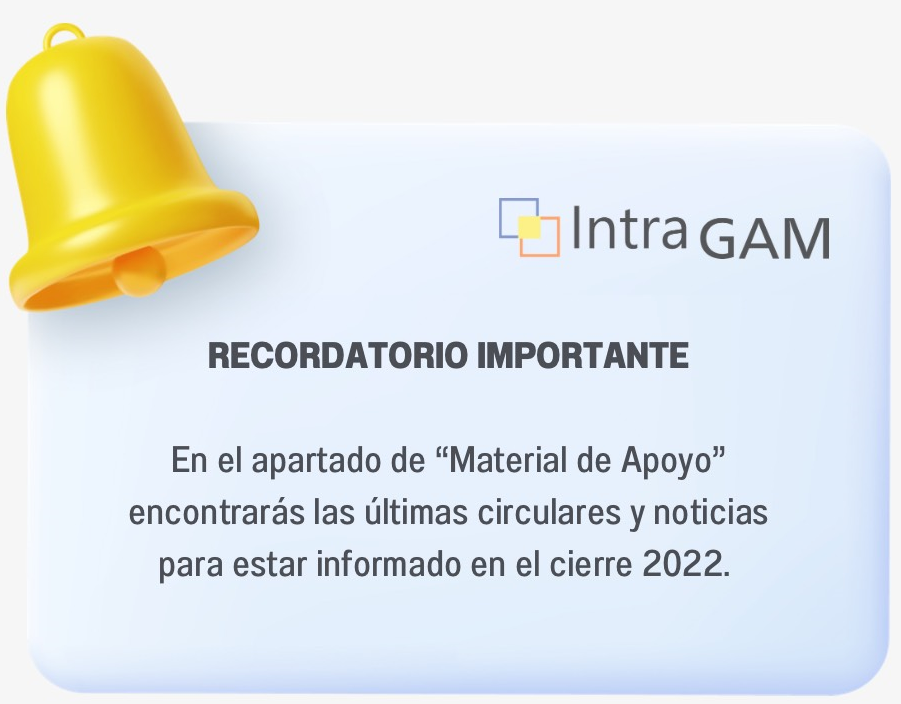 Intra GAM
RECORDATORIO IMPORTANTE
En el apartado de “Material de Apoyo”
encontrarás las últimas circulares y noticias
para estar informado en el cierre 2022.